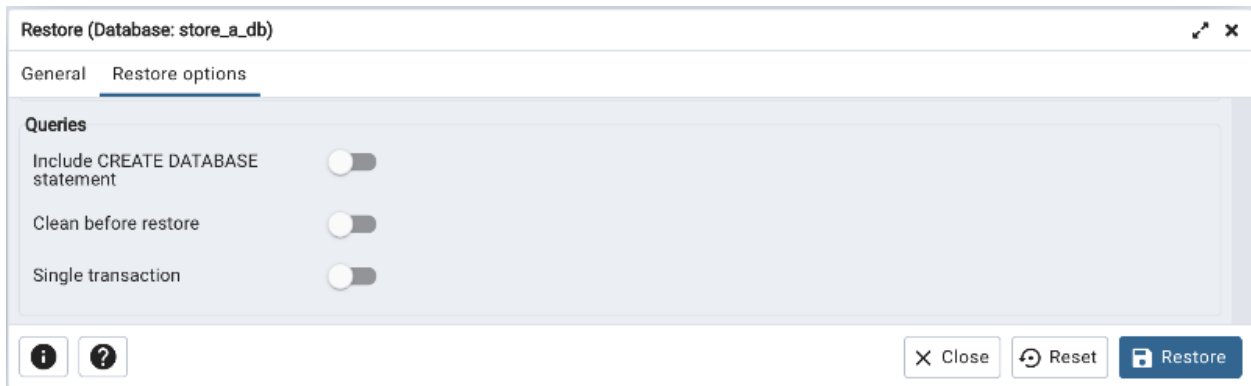 Restore (Database: store_a_db)
General Restore options
Queries
Include CREATE DATABASE
statement
Clean before restore
Single transaction
Close Reset Restore